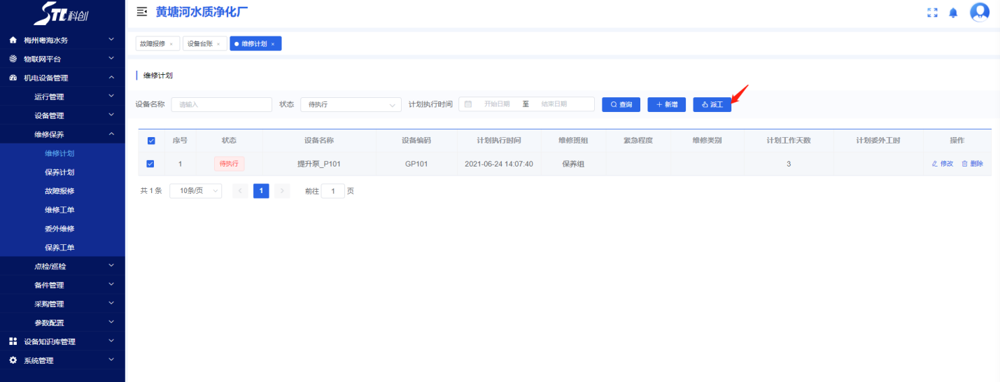 STC科创
黄塘河水质净化厂
梅州粤海水务
物联网平台
机电设备管理
运行管理
设备管理
维修保养
维修计划
保养计划
故障报修
维修工单
委外维修
保养工单
点检/巡检
备件管理
采购管理
参数配置
设备知识库管理
系统管理
故障报修 × 设备台账 × 维修计划 ×
维修计划
设备名称 请输入 状态 待执行 计划执行时间 开始日期 至 结束日期 查询 + 新增 派工
序号 状态 设备名称 设备编码 计划执行时间 维修班组 紧急程度 维修类别 计划工作天数 计划委外工时 操作
1 待执行 提升泵_P101 GP101 2021-06-24 14:07:40 保养组 3 修改 删除
共 1 条 10条/页 < 1 > 前往 1 页